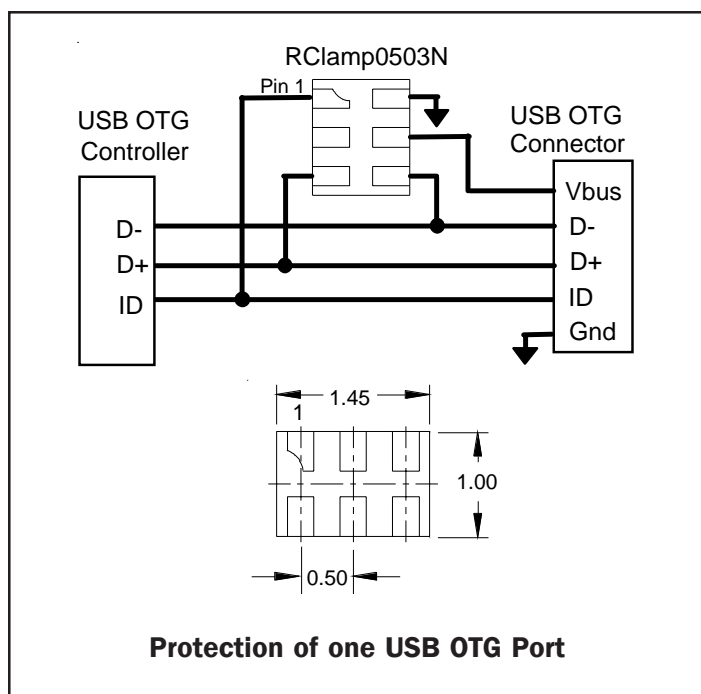 RClamp0503N
Pin 1
USB OTG
Controller
USB OTG
Connector
Vbus
D-
D-
D+
D+
ID
ID
Gnd
1.45
1
1.00
0.50
Protection of one USB OTG Port